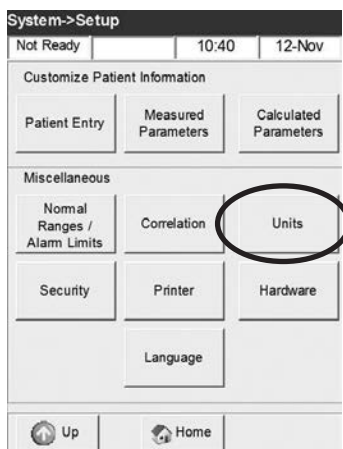 System->Setup
Not Ready 10:40 12-Nov
Customize Patient Information
Patient Entry
Measured
Parameters
Calculated
Parameters
Miscellaneous
Normal
Ranges /
Alarm Limits
Correlation
Units
Security
Printer
Hardware
Language
Up
Home